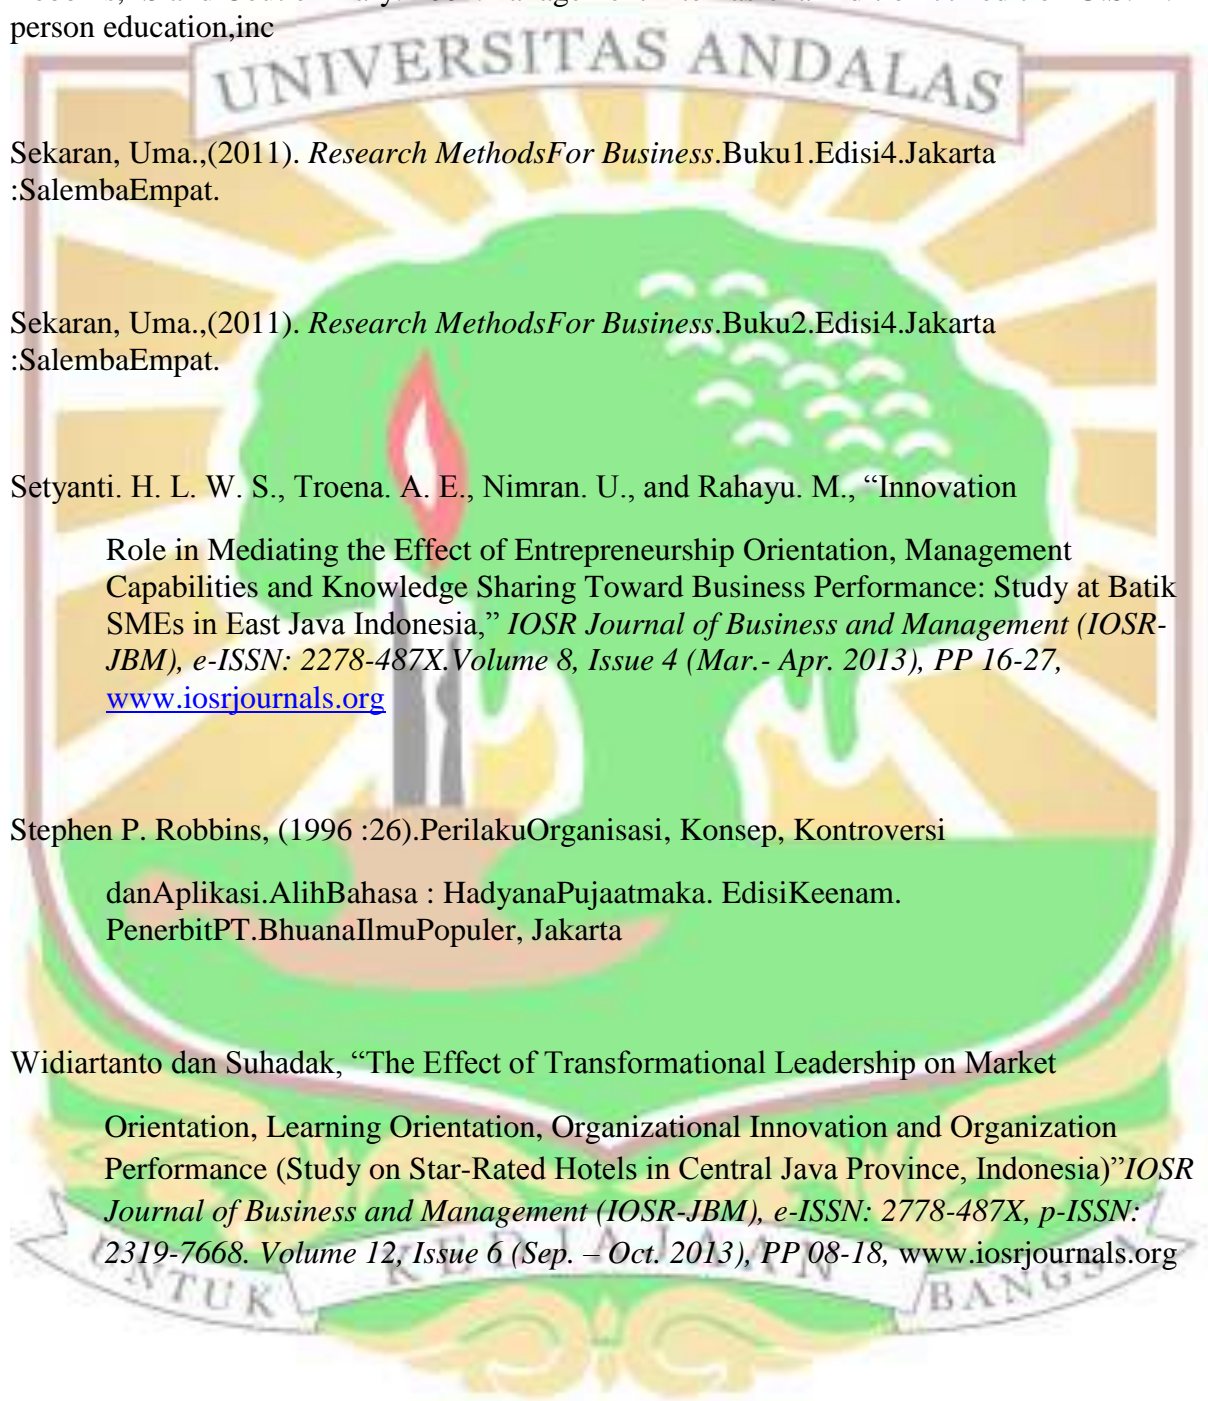 person education,inc
UNIVERSITAS ANDALAS
Sekaran, Uma.,(2011). Research MethodsFor Business.Buku1.Edisi4.Jakarta
:SalembaEmpat.
Sekaran, Uma.,(2011). Research MethodsFor Business.Buku2.Edisi4.Jakarta
:SalembaEmpat.
Setyanti. H. L. W. S., Troena. A. E., Nimran. U., and Rahayu. M., “Innovation
Role in Mediating the Effect of Entrepreneurship Orientation, Management
Capabilities and Knowledge Sharing Toward Business Performance: Study at Batik
SMEs in East Java Indonesia,” IOSR Journal of Business and Management (IOSR-
JBM), e-ISSN: 2278-487X.Volume 8, Issue 4 (Mar.- Apr. 2013), PP 16-27,
www.iosrjournals.org
Stephen P. Robbins, (1996 :26).PerilakuOrganisasi, Konsep, Kontroversi
danAplikasi.AlihBahasa : HadyanaPujaatmaka. EdisiKeenam.
PenerbitPT.BhuanaIlmuPopuler, Jakarta
Widiartanto dan Suhadak, “The Effect of Transformational Leadership on Market
Orientation, Learning Orientation, Organizational Innovation and Organization
Performance (Study on Star-Rated Hotels in Central Java Province, Indonesia)”IOSR
Journal of Business and Management (IOSR-JBM), e-ISSN: 2778-487X, p-ISSN:
2319-7668. Volume 12, Issue 6 (Sep. – Oct. 2013), PP 08-18, www.iosrjournals.org
UNTUK KEDJAJAAN BANGSA